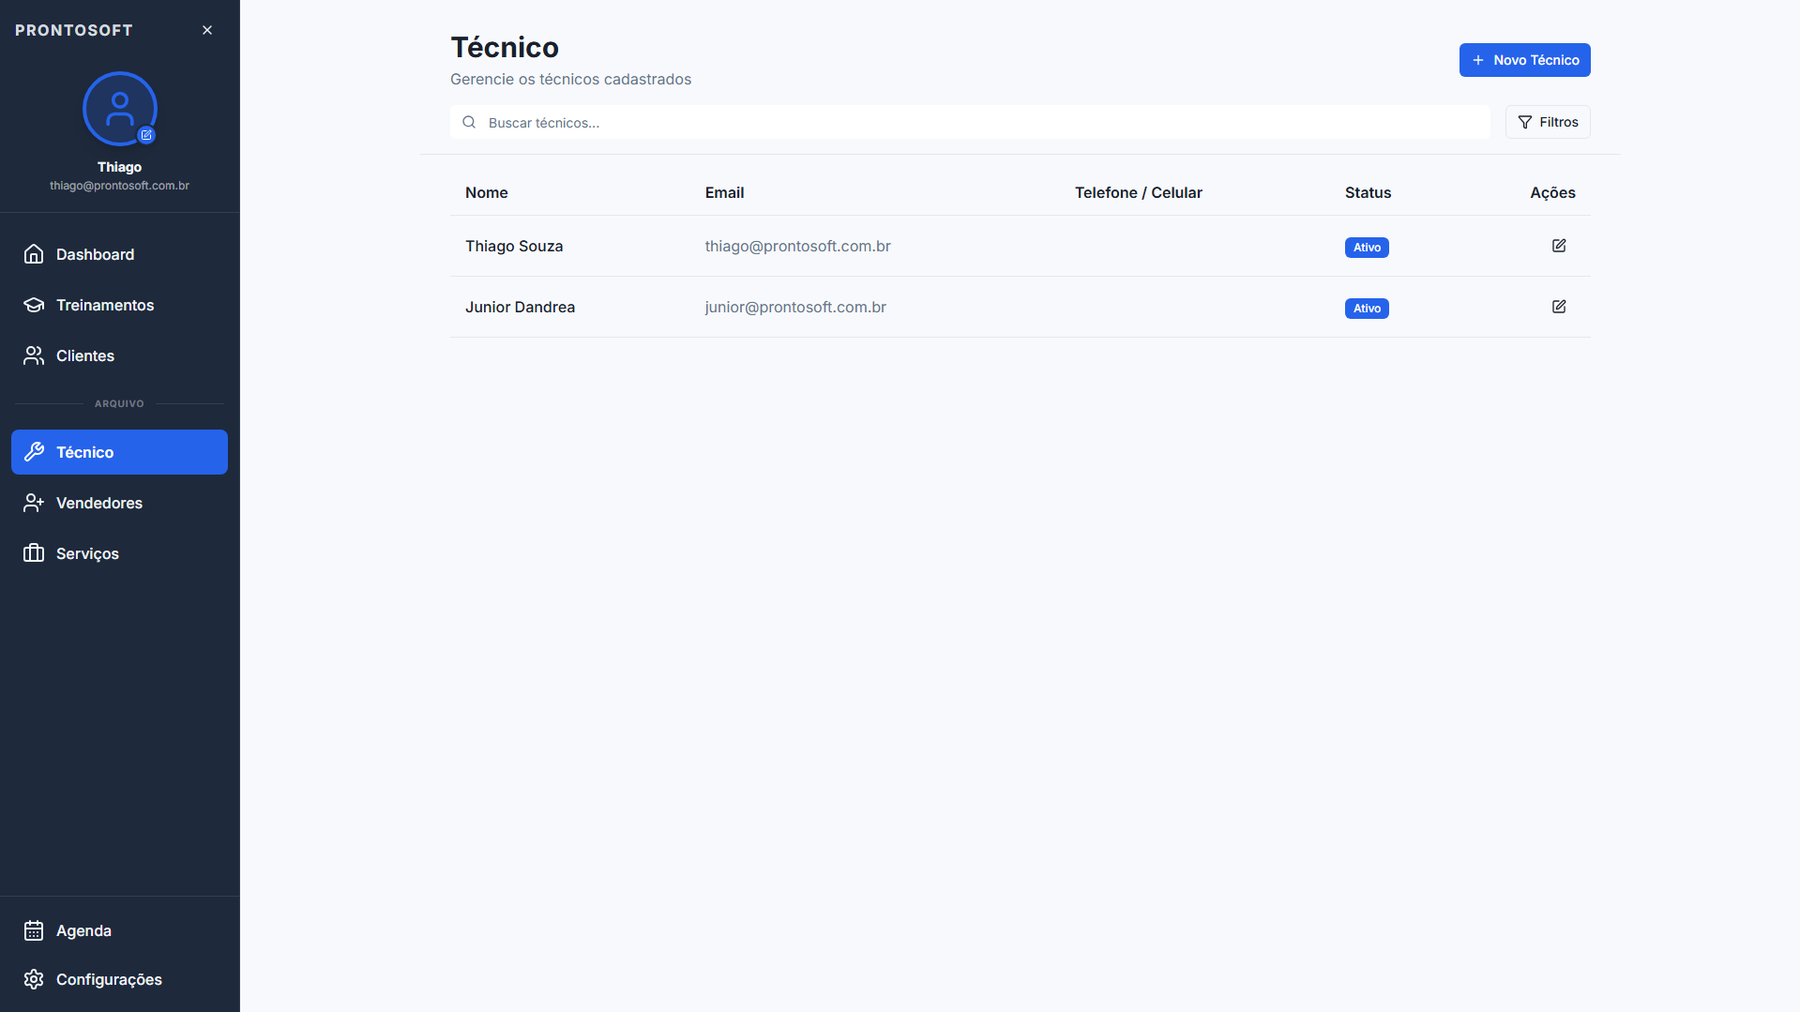 PRONTOSOFT
Thiago
thiago@prontosoft.com.br
Dashboard
Treinamentos
Clientes
ARQUIVO
Técnico
Vendedores
Serviços
Agenda
Configurações
Técnico
Gerencie os técnicos cadastrados
Novo Técnico
Buscar técnicos...
Filtros
Nome Email Telefone / Celular Status Ações
Thiago Souza thiago@prontosoft.com.br Ativo
Junior Dandrea junior@prontosoft.com.br Ativo